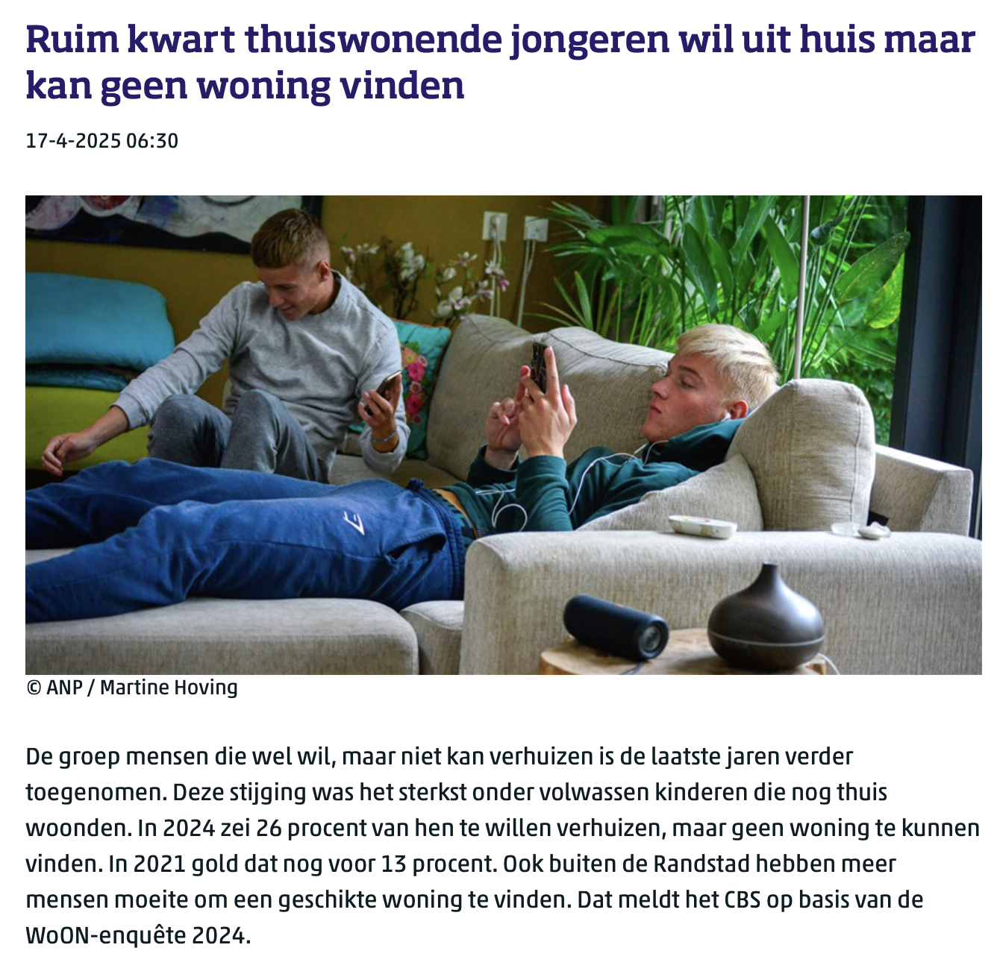 Ruim kwart thuiswonende jongeren wil uit huis maar
kan geen woning vinden
17-4-2025 06:30
© ANP / Martine Hoving
De groep mensen die wel wil, maar niet kan verhuizen is de laatste jaren verder
toegenomen. Deze stijging was het sterkst onder volwassen kinderen die nog thuis
woonden. In 2024 zei 26 procent van hen te willen verhuizen, maar geen woning te kunnen
vinden. In 2021 gold dat nog voor 13 procent. Ook buiten de Randstad hebben meer
mensen moeite om een geschikte woning te vinden. Dat meldt het CBS op basis van de
WoON-enquête 2024.